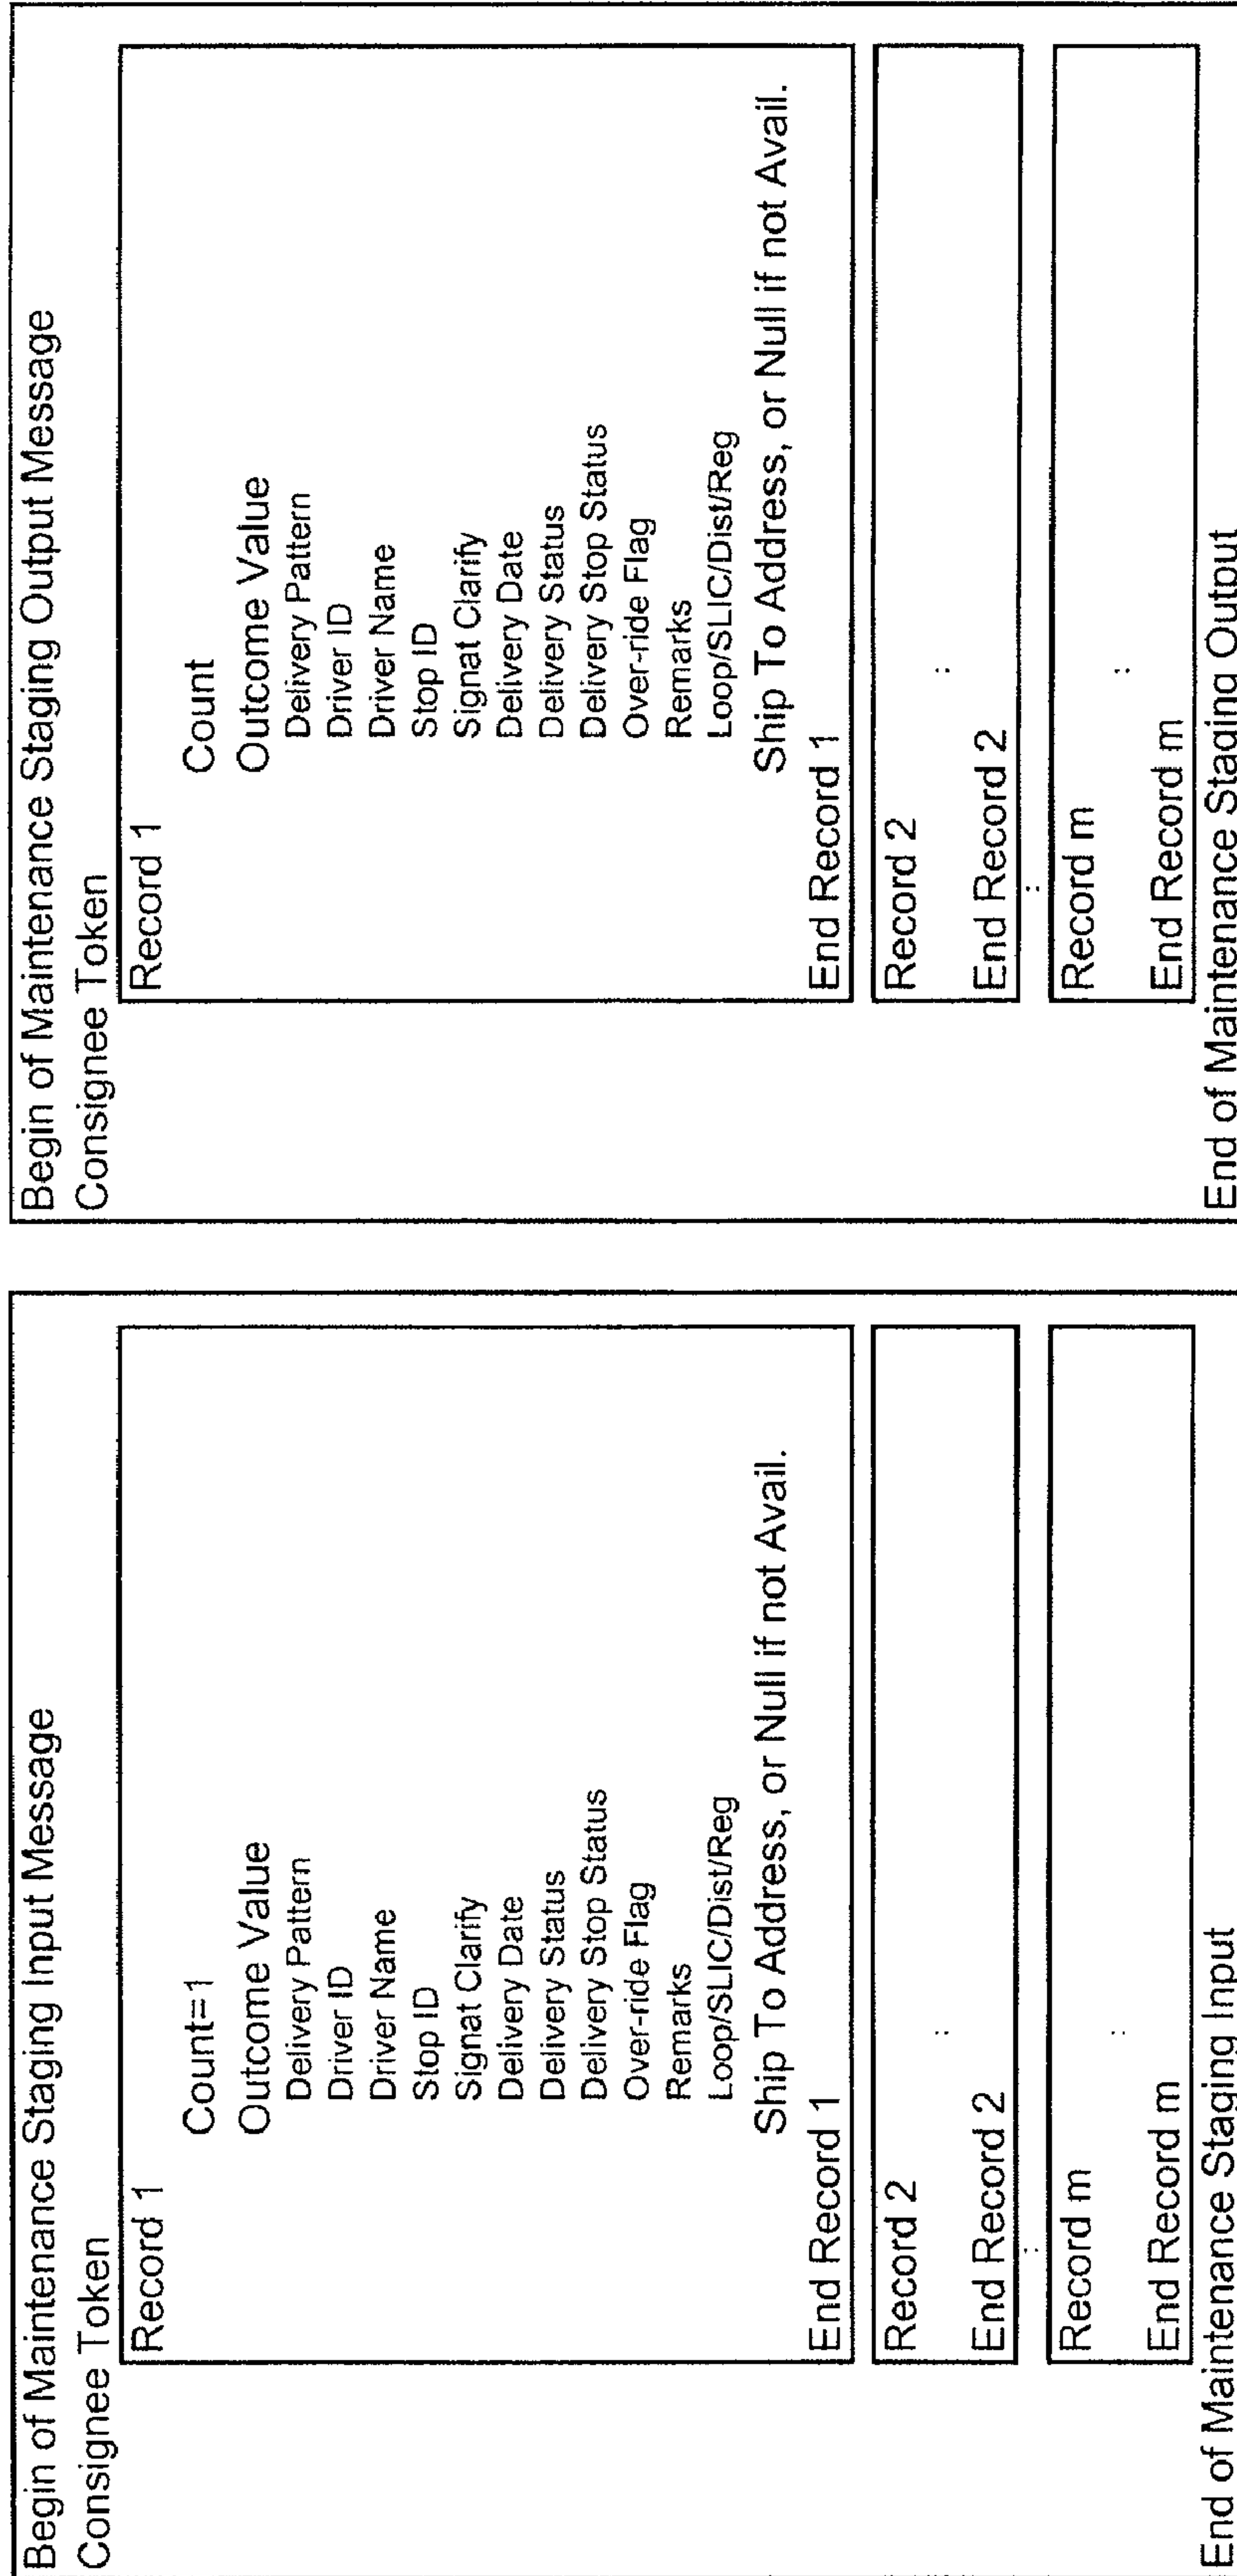 Begin of Maintenance Staging Input Message
Consignee Token
Record 1
Count=1
Outcome Value
Delivery Pattern
Driver ID
Driver Name
Stop ID
Signat Clarify
Delivery Date
Delivery Status
Delivery Stop Status
Over-ride Flag
Remarks
Loop/SLIC/Dist/Reg
Ship To Address, or Null if not Avail.
End Record 1
Record 2
:
End Record 2
:
Record m
:
End Record m
End of Maintenance Staging Input
Begin of Maintenance Staging Output Message
Consignee Token
Record 1
Count
Outcome Value
Delivery Pattern
Driver ID
Driver Name
Stop ID
Signat Clarify
Delivery Date
Delivery Status
Delivery Stop Status
Over-ride Flag
Remarks
Loop/SLIC/Dist/Reg
Ship To Address, or Null if not Avail.
End Record 1
Record 2
:
End Record 2
:
Record m
:
End Record m
End of Maintenance Staging Output